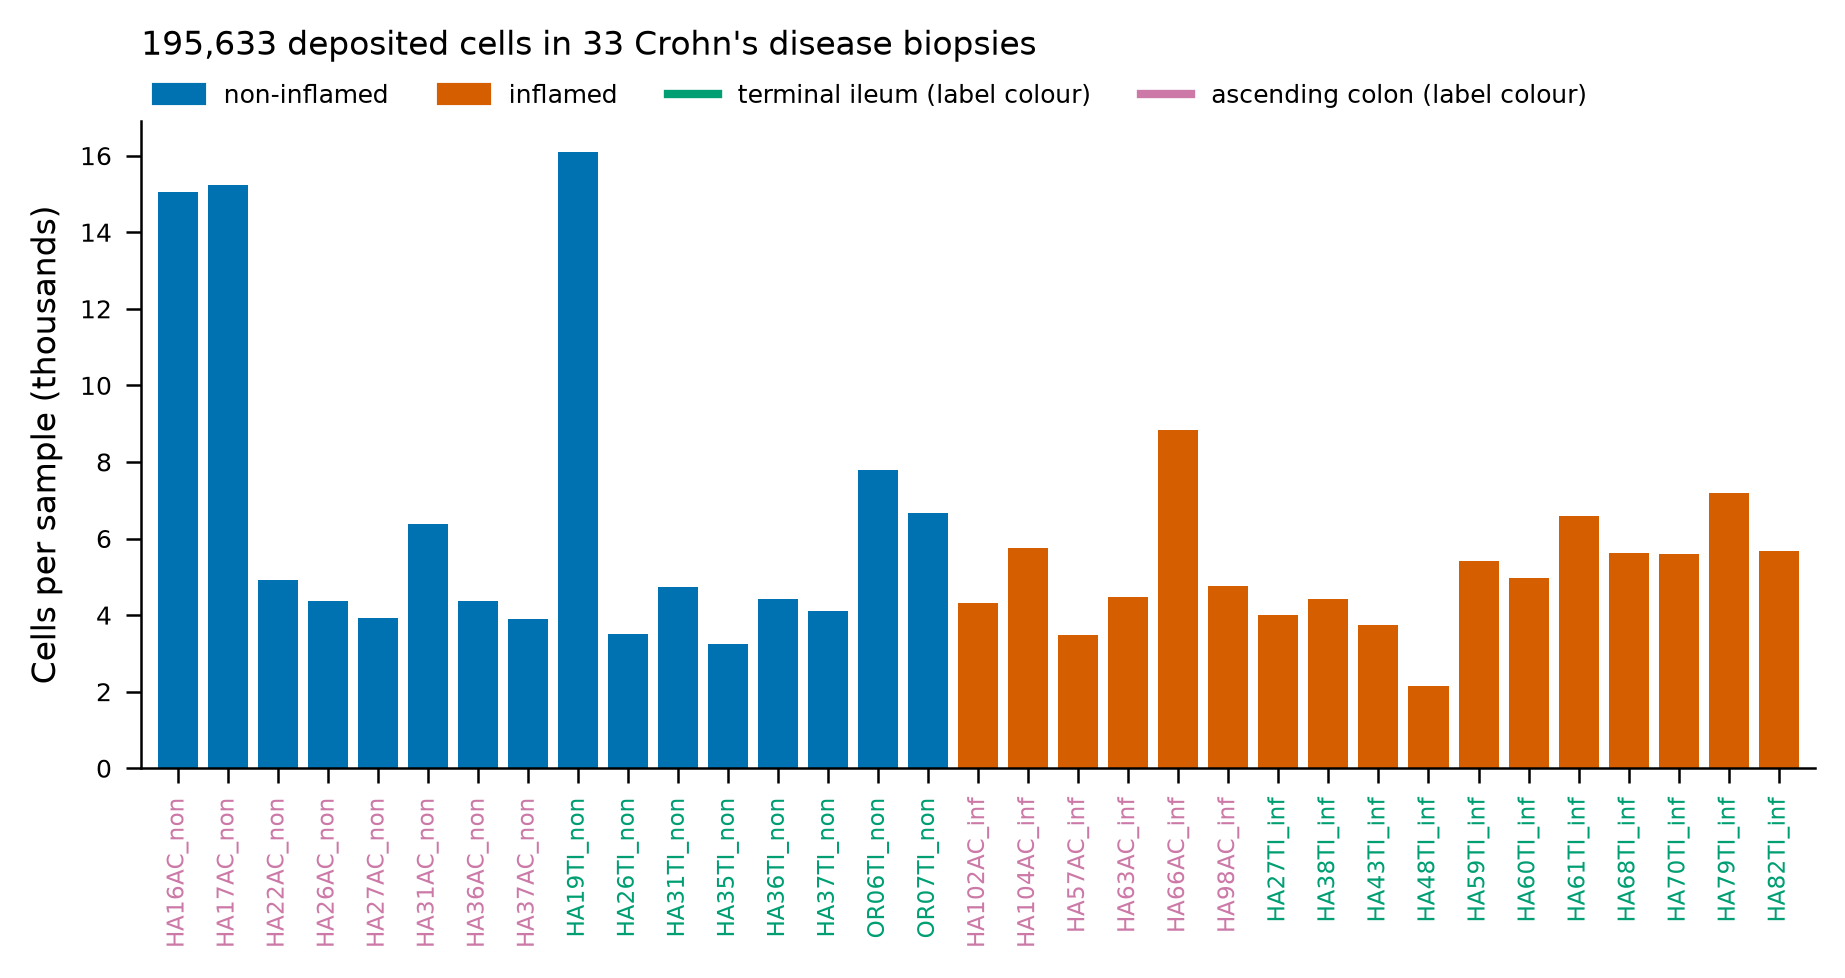 195,633 deposited cells in 33 Crohn's disease biopsies
non-inflamed
inflamed
terminal ileum (label colour)
ascending colon (label colour)
Cells per sample (thousands)
16
14
12
10
8
6
4
2
0
HA16AC_non
HA17AC_non
HA22AC_non
HA26AC_non
HA27AC_non
HA31AC_non
HA36AC_non
HA37AC_non
HA19TI_non
HA26TI_non
HA31TI_non
HA35TI_non
HA36TI_non
HA37TI_non
OR06TI_non
OR07TI_non
HA102AC_inf
HA104AC_inf
HA57AC_inf
HA63AC_inf
HA66AC_inf
HA98AC_inf
HA27TI_inf
HA38TI_inf
HA43TI_inf
HA48TI_inf
HA59TI_inf
HA60TI_inf
HA61TI_inf
HA68TI_inf
HA70TI_inf
HA79TI_inf
HA82TI_inf